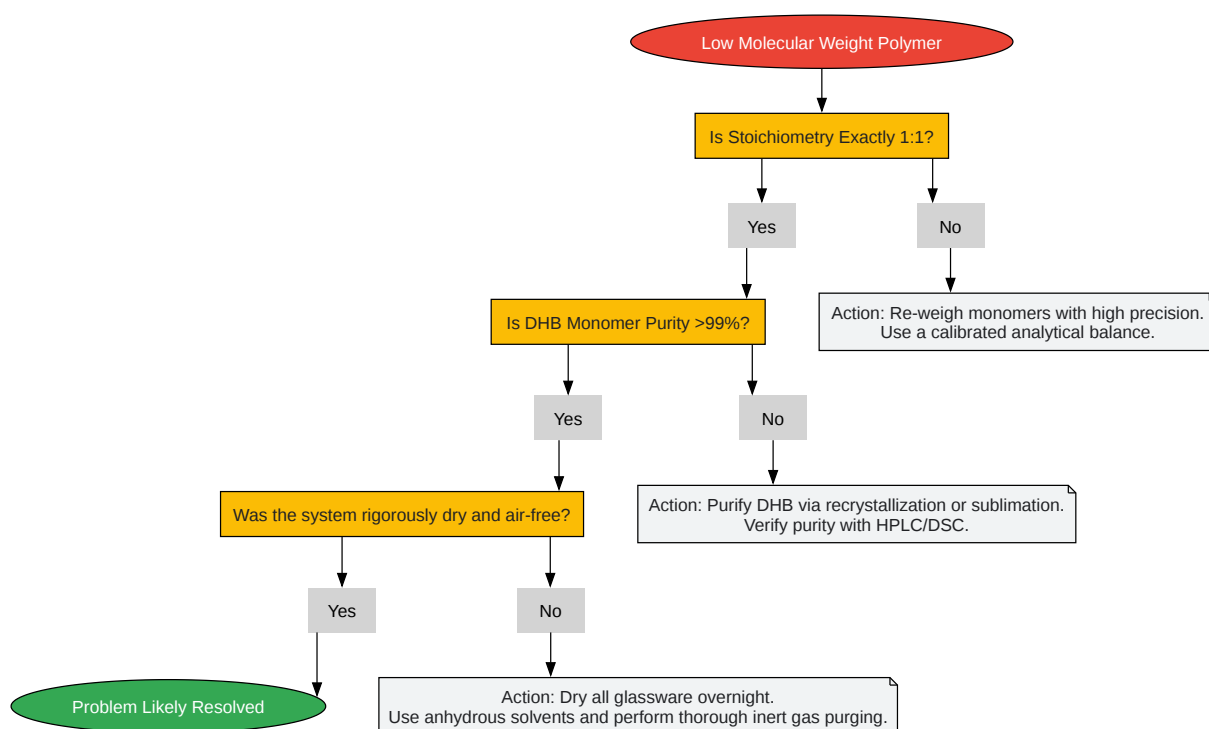 Low Molecular Weight Polymer
Is Stoichiometry Exactly 1:1?
Yes
No
Action: Re-weigh monomers with high precision.
Use a calibrated analytical balance.
Is DHB Monomer Purity >99%?
Yes
No
Action: Purify DHB via recrystallization or sublimation.
Verify purity with HPLC/DSC.
Was the system rigorously dry and air-free?
Yes
No
Problem Likely Resolved
Action: Dry all glassware overnight.
Use anhydrous solvents and perform thorough inert gas purging.